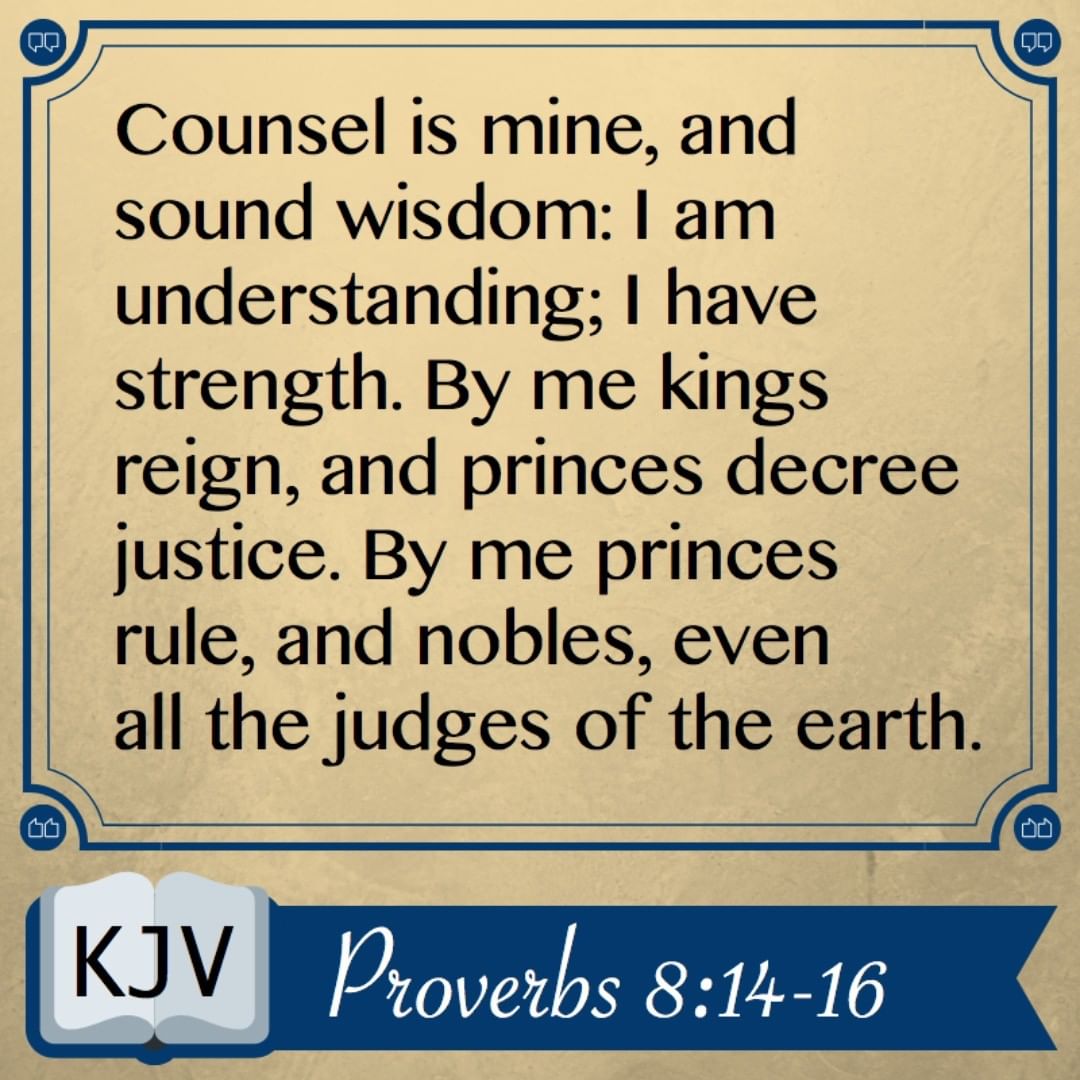 Counsel is mine, and
sound wisdom: I am
understanding; I have
strength. By me kings
reign, and princes decree
justice. By me princes
rule, and nobles, even
all the judges of the earth.
KJV
Proverbs 8:14-16